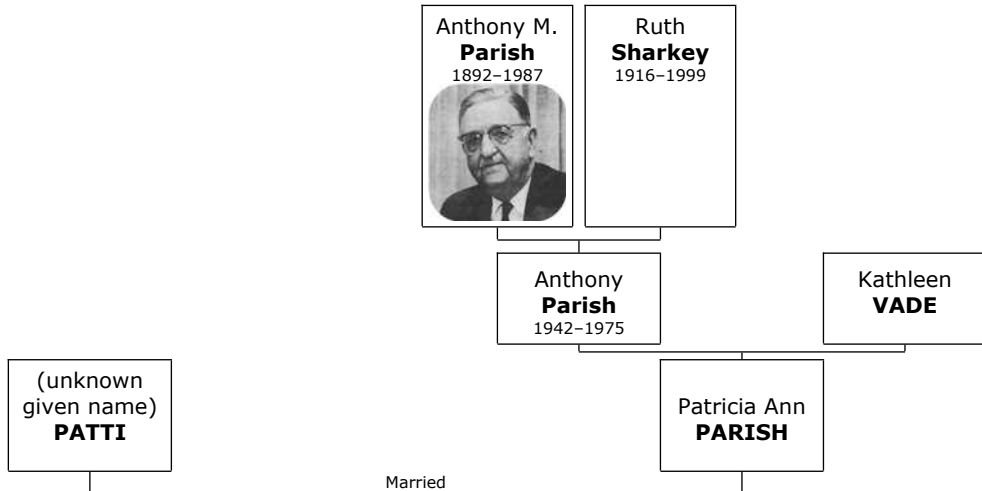 Anthony M.
Parish
1892–1987
Ruth
Sharkey
1916–1999
Anthony
Parish
1942–1975
Kathleen
VADE
(unknown
given name)
PATTI
Patricia Ann
PARISH
Married